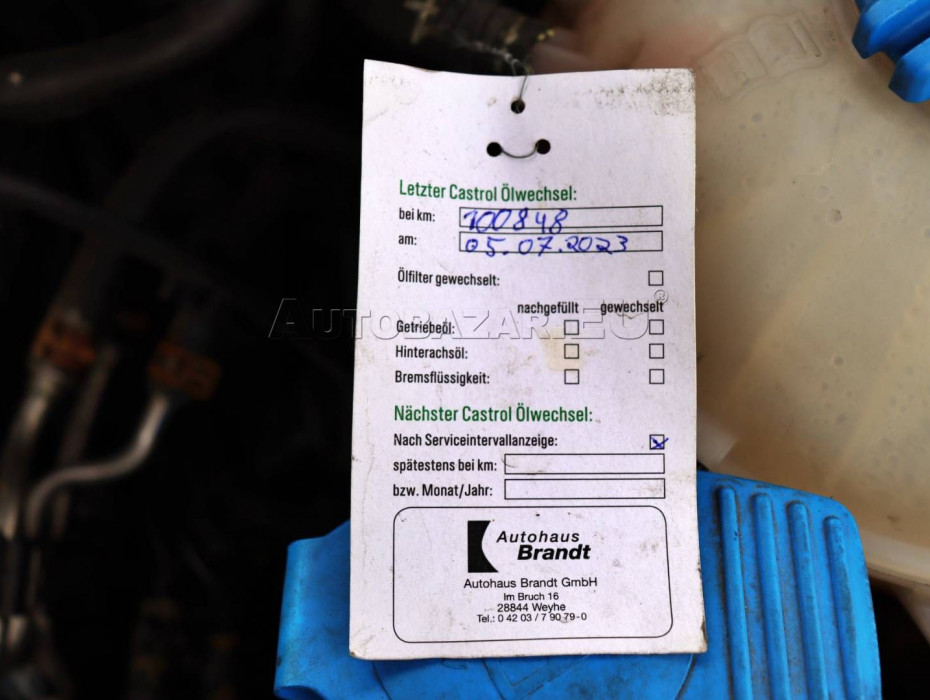 Letzter Castrol Ölwechsel:
bei km: 100848
am: 05.07.2023
Ölfilter gewechselt:
nachgefüllt gewechselt
AUTOBAZAR.EU®
Getriebeöl:
Hinterachsöl:
Bremsflüssigkeit:
Nächster Castrol Ölwechsel:
Nach Serviceintervallanzeige:
spätestens bei km:
bzw. Monat/Jahr:
Autohaus
Brandt
Autohaus Brandt GmbH
Im Bruch 16
28844 Weyhe
Tel.: 0 42 03 / 7 90 79-0